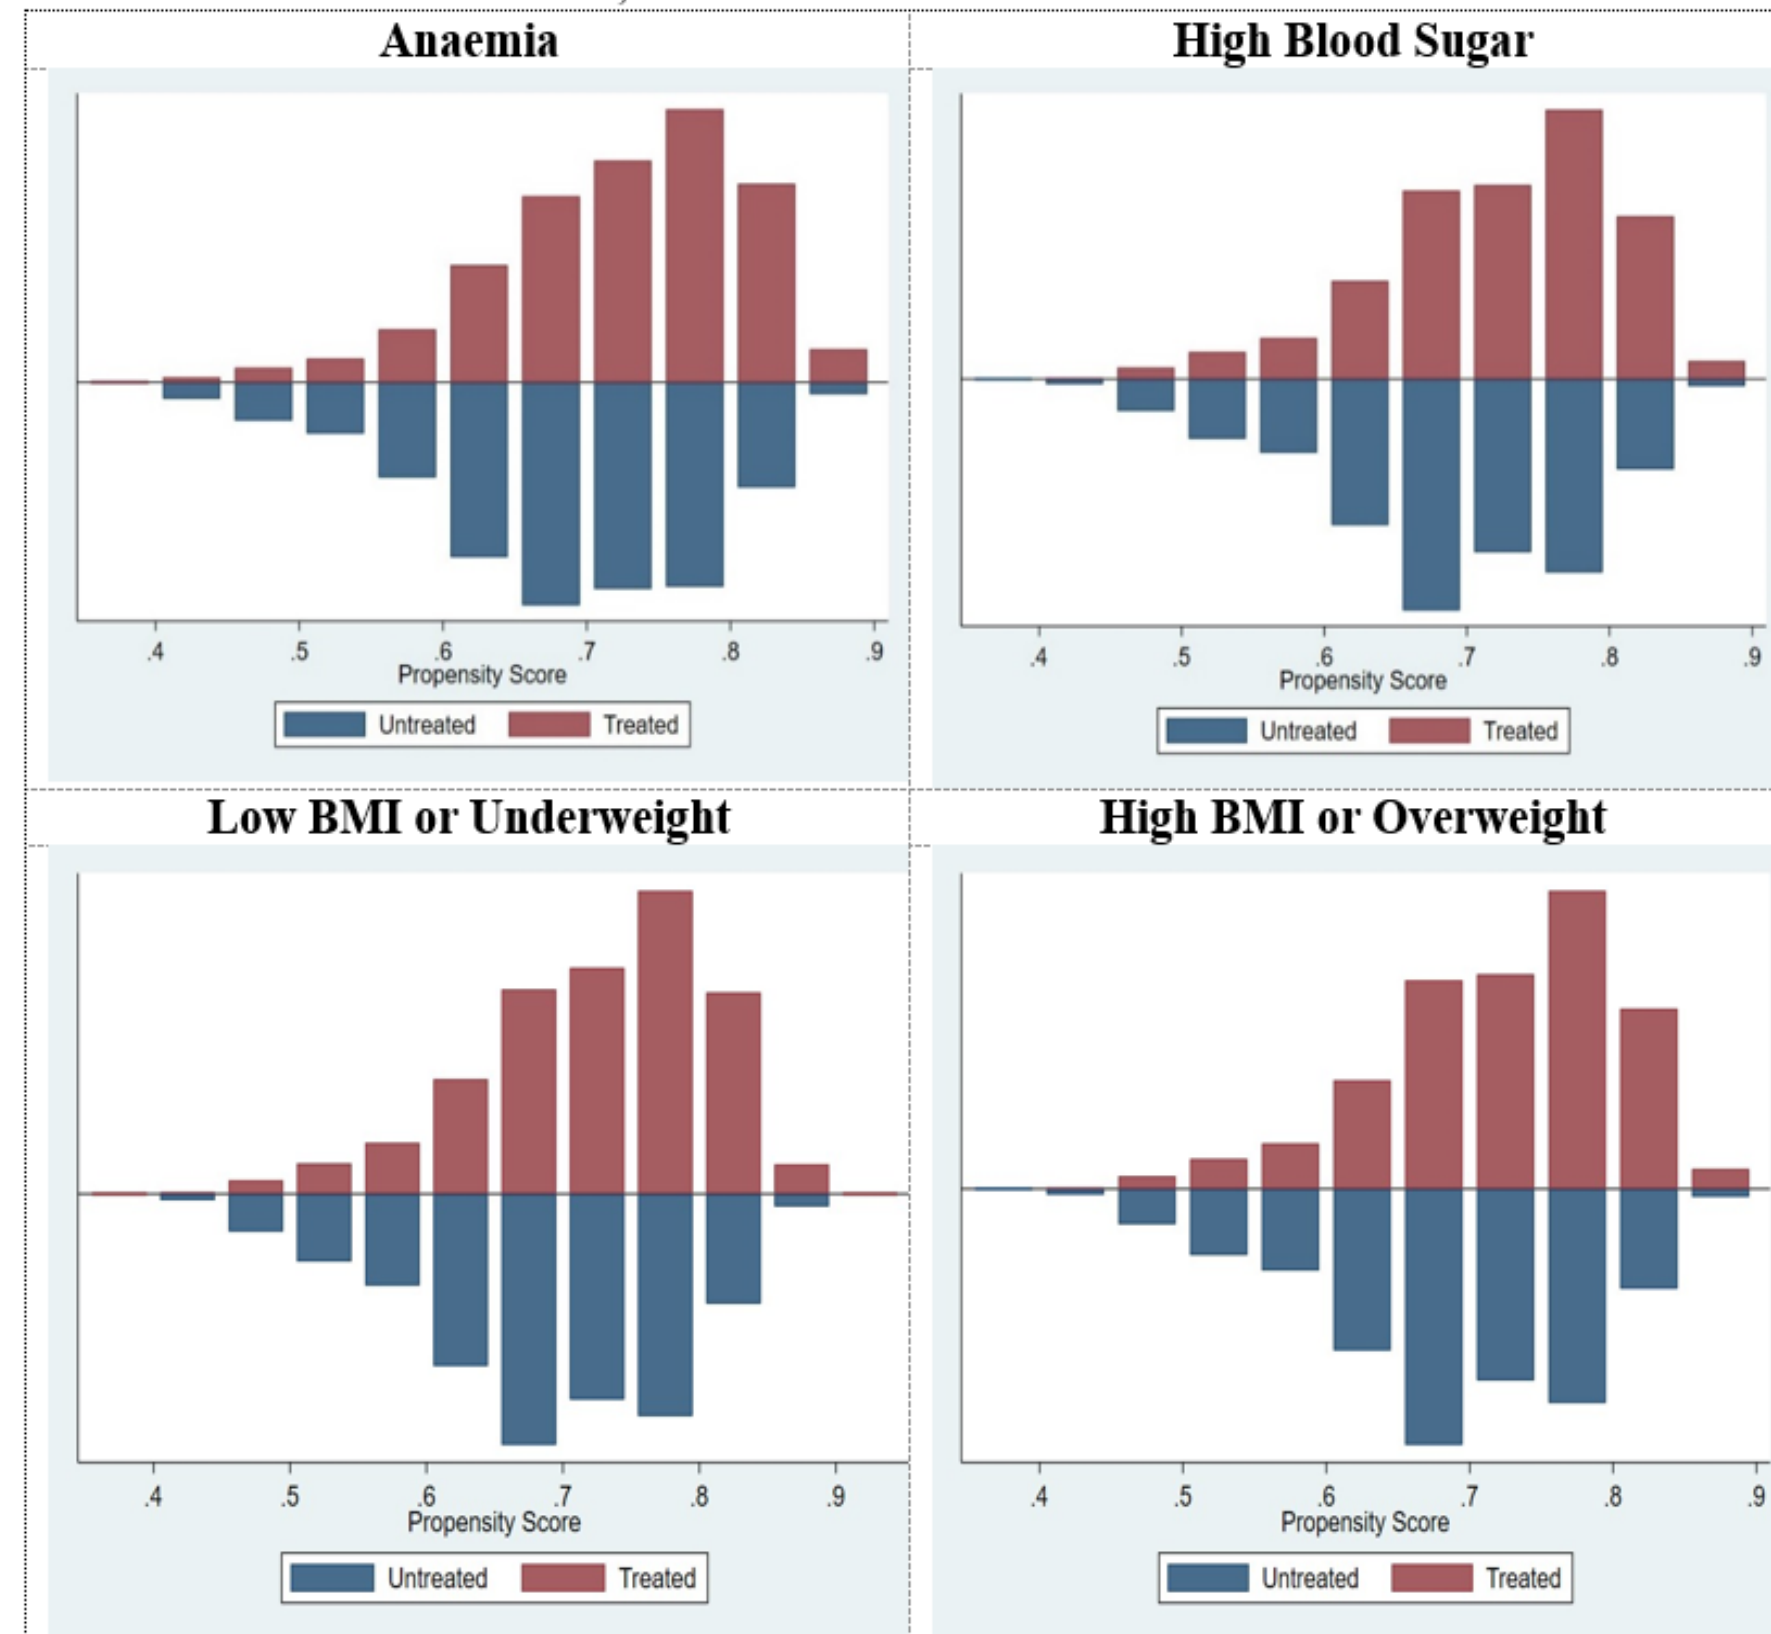 Anaemia
.4 .5 .6 .7 .8 .9
Propensity Score
Untreated Treated
High Blood Sugar
.4 .5 .6 .7 .8 .9
Propensity Score
Untreated Treated
Low BMI or Underweight
.4 .5 .6 .7 .8 .9
Propensity Score
Untreated Treated
High BMI or Overweight
.4 .5 .6 .7 .8 .9
Propensity Score
Untreated Treated